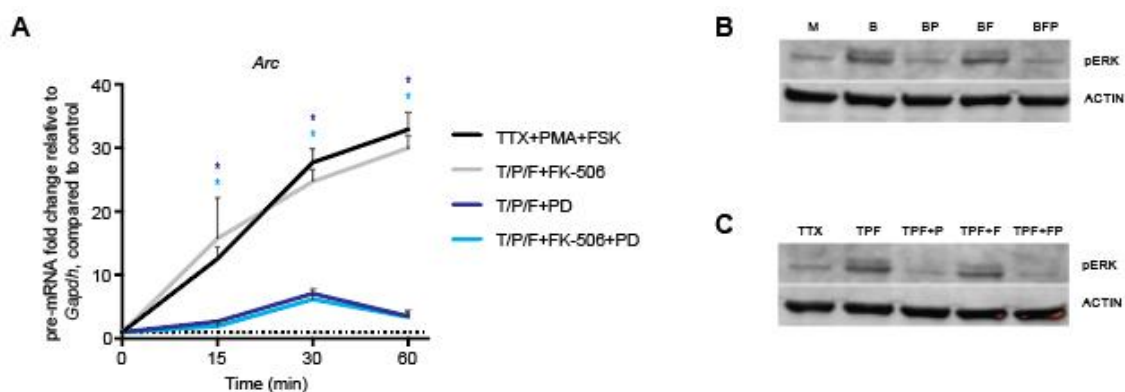 A
Arc
pre-mRNA fold change relative to
Gapdh, compared to control
40
30
20
10
0
0 15 30 60
Time (min)
* * *
* * *
TTX+PMA+FSK
T/P/F+FK-506
T/P/F+PD
T/P/F+FK-506+PD
B
M B BP BF BFP
pERK
ACTIN
C
TTX TPF TPF+P TPF+F TPF+FP
pERK
ACTIN